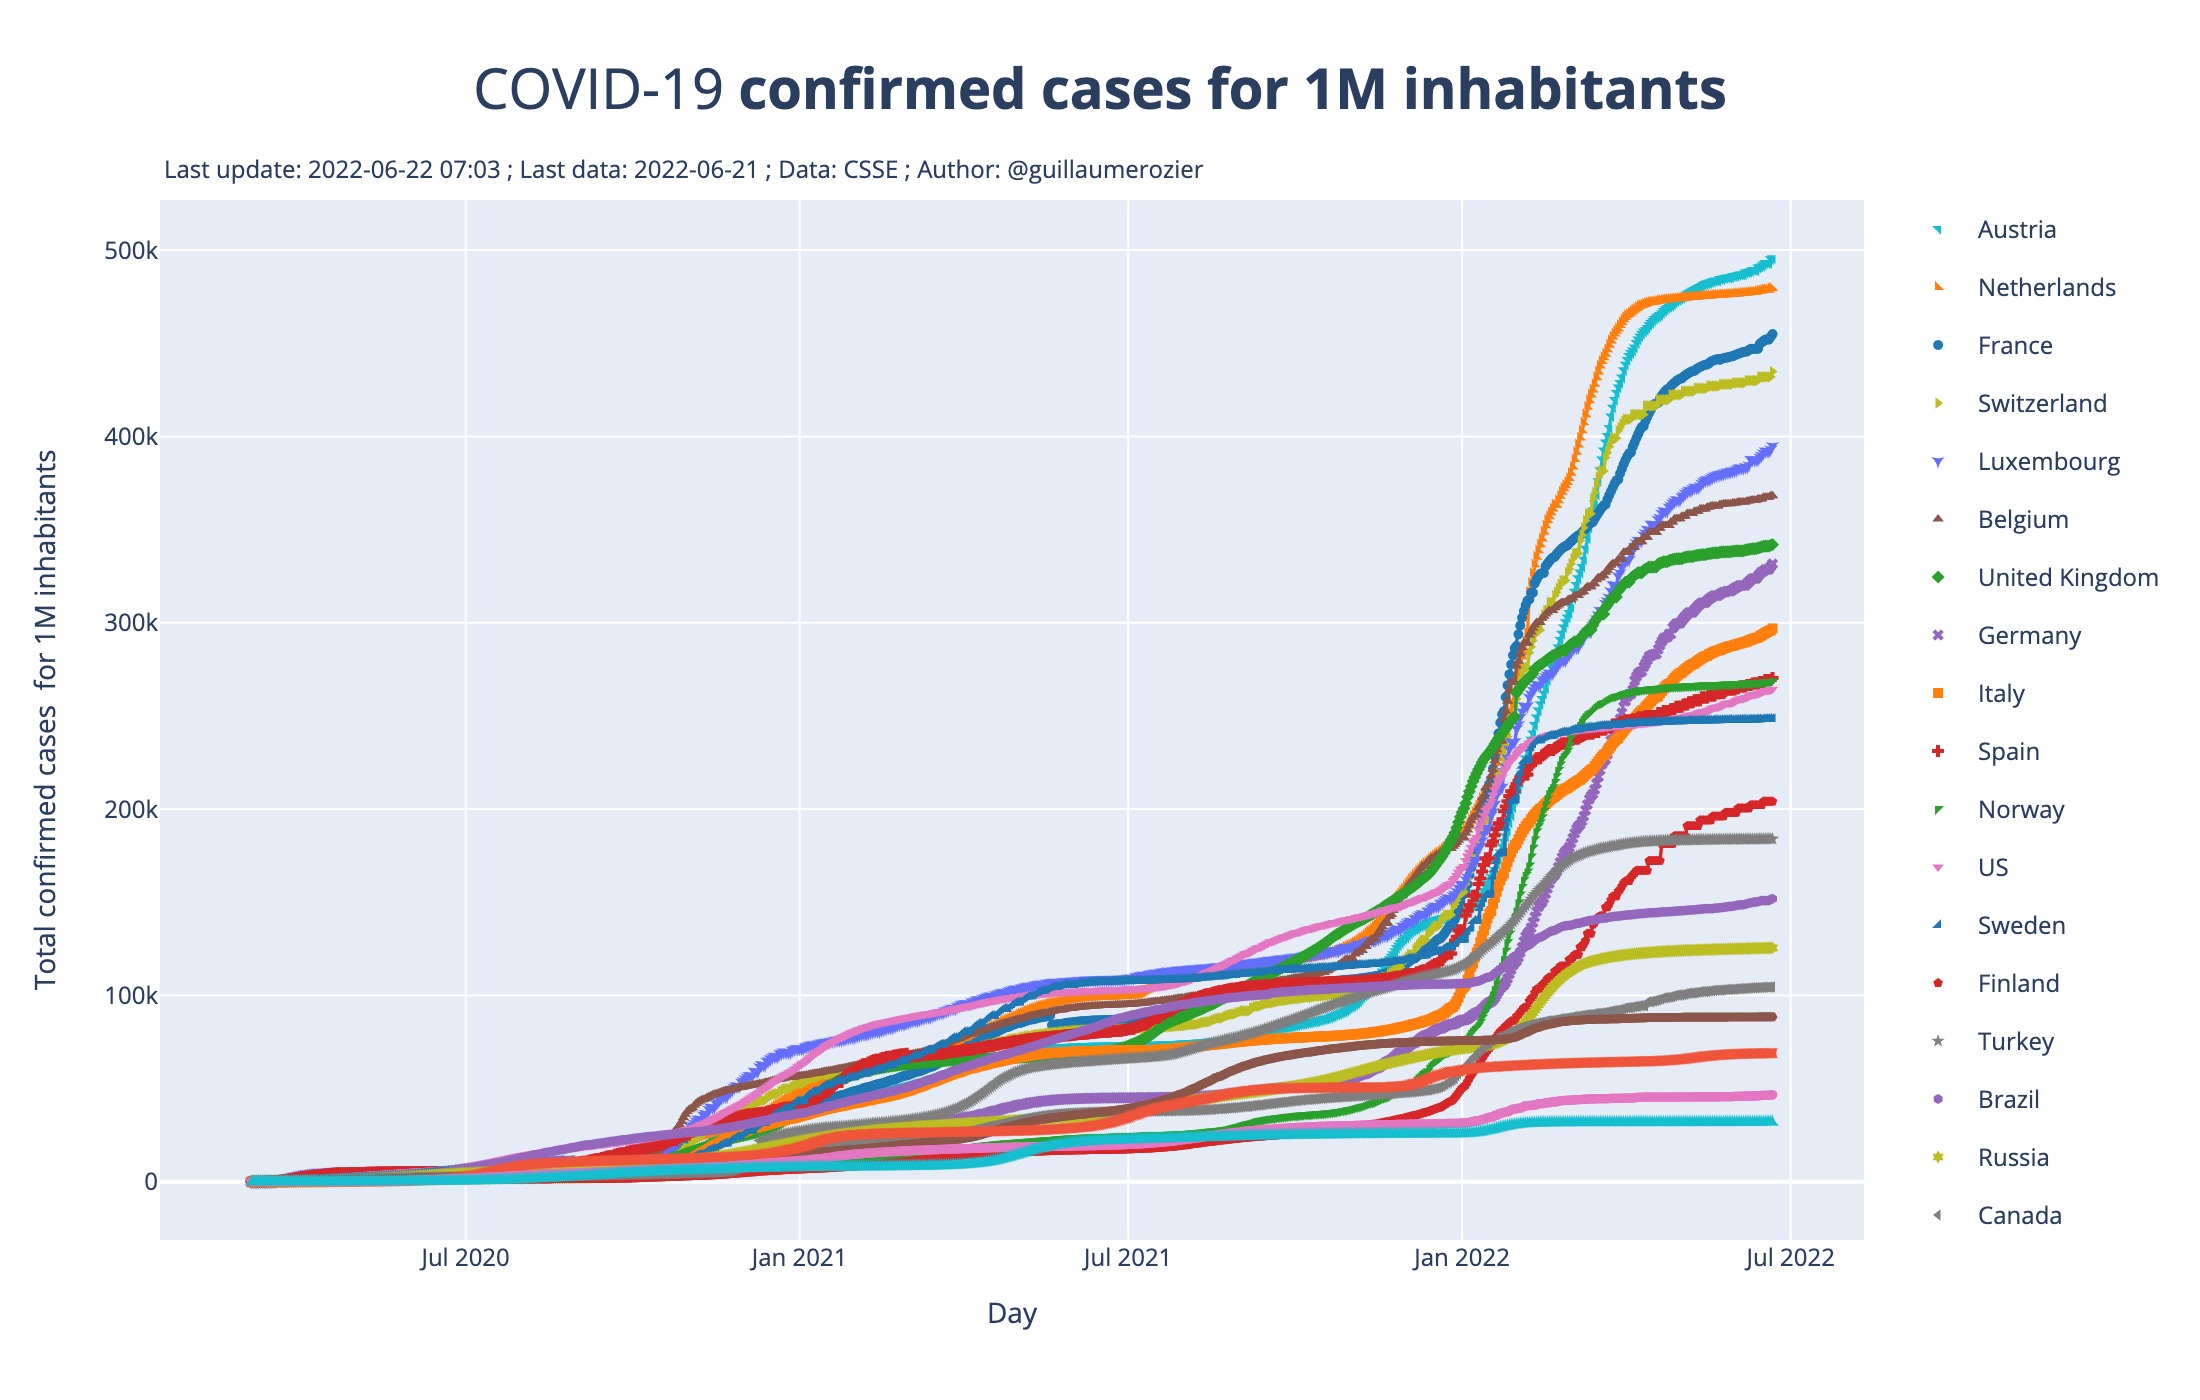 COVID-19 confirmed cases for 1M inhabitants
Last update: 2022-06-22 07:03 ; Last data: 2022-06-21 ; Data: CSSE ; Author: @guillaumerozier
Total confirmed cases for 1M inhabitants
500k
400k
300k
200k
100k
0
Jul 2020
Jan 2021
Jul 2021
Jan 2022
Jul 2022
Day
Austria
Netherlands
France
Switzerland
Luxembourg
Belgium
United Kingdom
Germany
Italy
Spain
Norway
US
Sweden
Finland
Turkey
Brazil
Russia
Canada